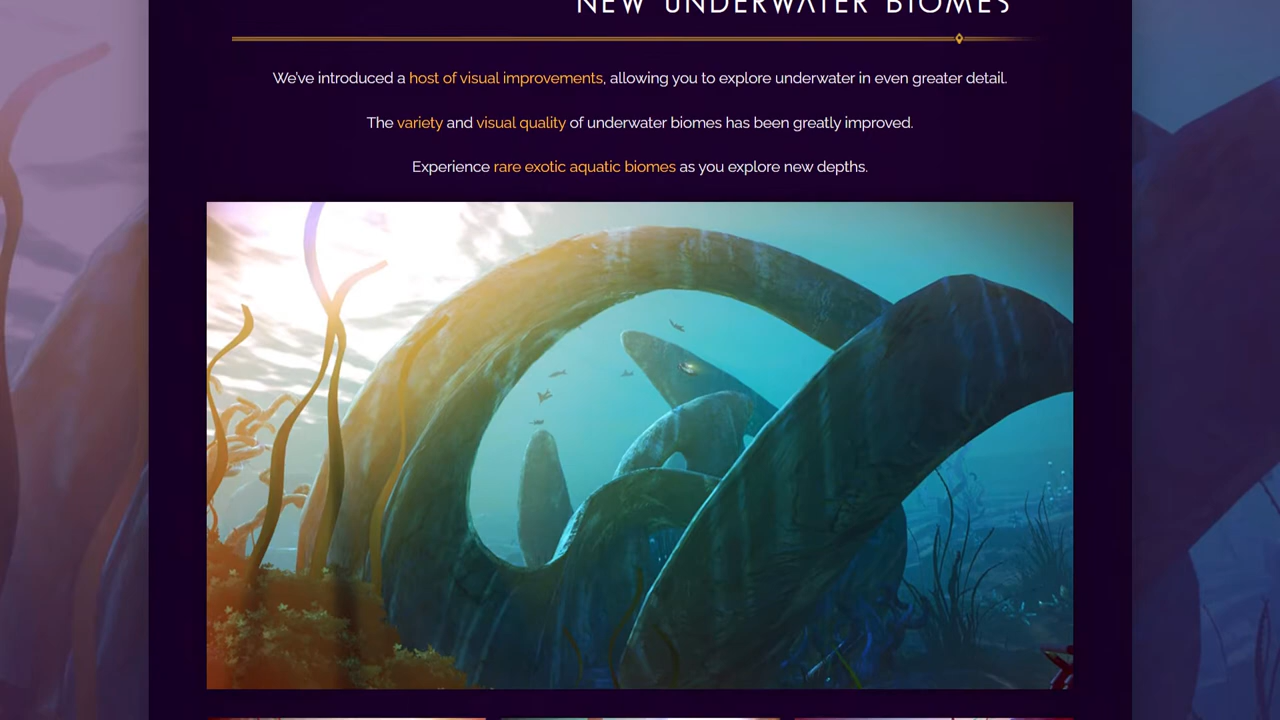 NEW UNDERWATER BIOMES
We've introduced a host of visual improvements, allowing you to explore underwater in even greater detail.
The variety and visual quality of underwater biomes has been greatly improved.
Experience rare exotic aquatic biomes as you explore new depths.